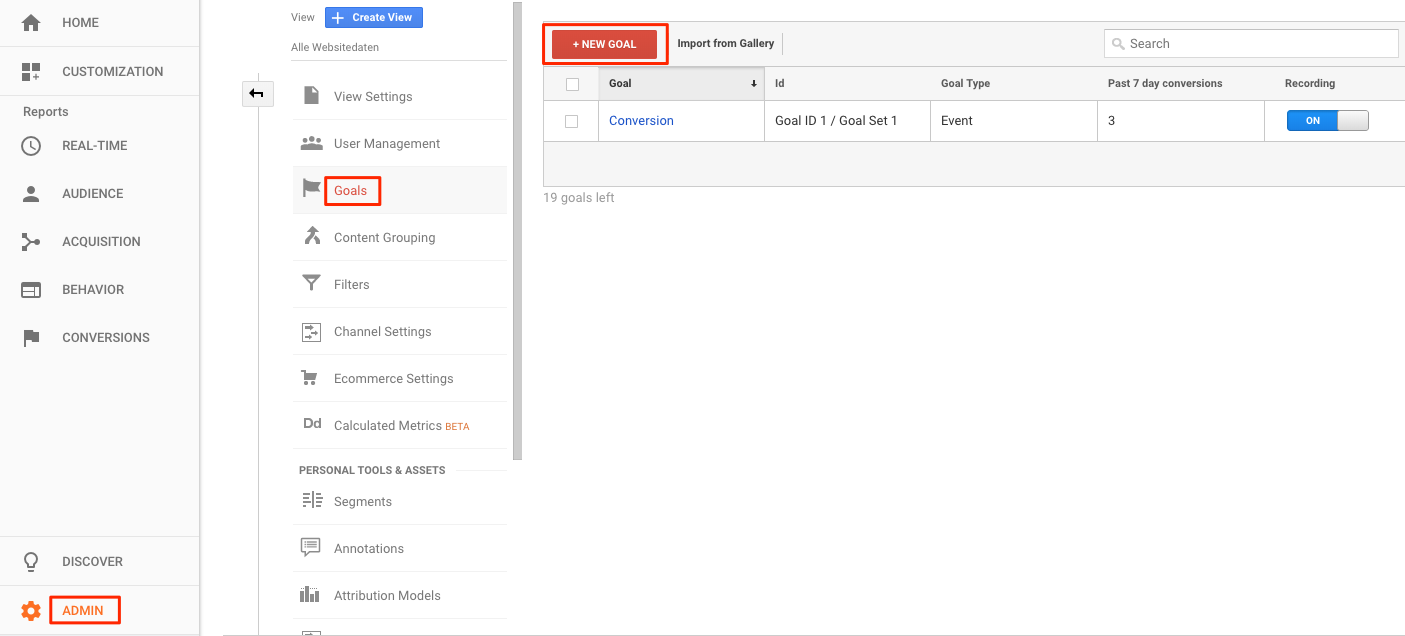 HOME
CUSTOMIZATION
Reports
REAL-TIME
AUDIENCE
ACQUISITION
BEHAVIOR
CONVERSIONS
DISCOVER
ADMIN
View + Create View
Alle Websitedaten
View Settings
User Management
Goals
Content Grouping
Filters
Channel Settings
Ecommerce Settings
Dd Calculated Metrics BETA
PERSONAL TOOLS & ASSETS
Segments
Annotations
Attribution Models
+ NEW GOAL Import from Gallery Search
Goal Id Goal Type Past 7 day conversions Recording
Conversion Goal ID 1 / Goal Set 1 Event 3 ON
19 goals left